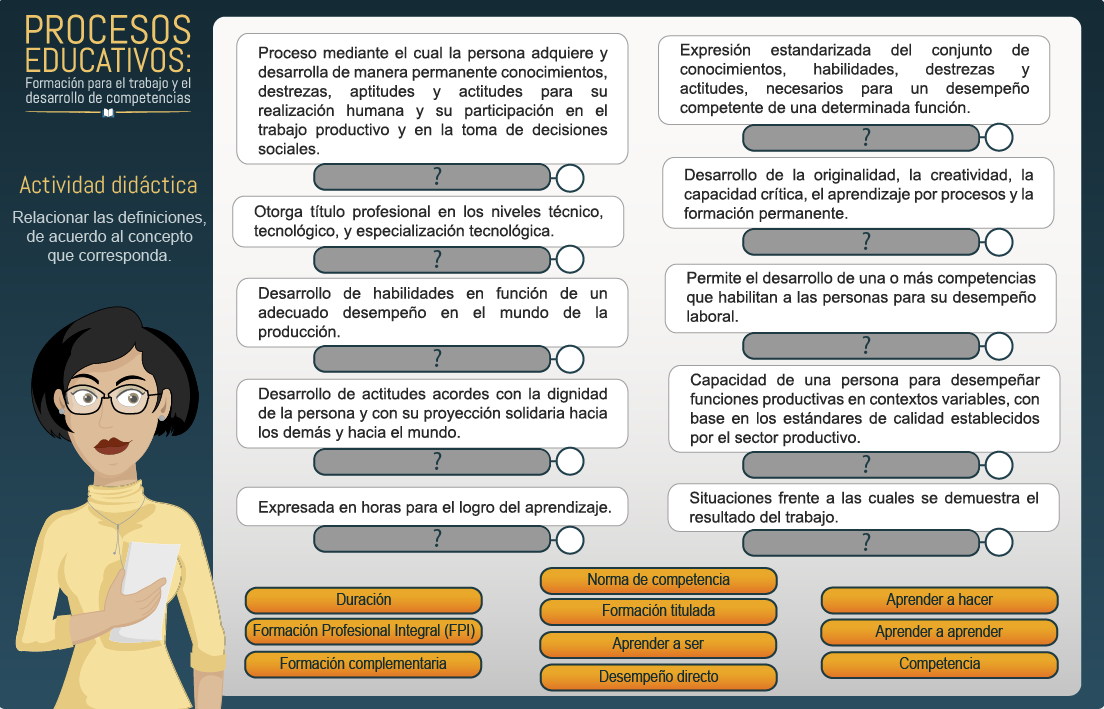 PROCESOS
EDUCATIVOS:
Formación para el trabajo y el
desarrollo de competencias
Actividad didáctica
Relacionar las definiciones,
de acuerdo al concepto
que corresponda.
Proceso mediante el cual la persona adquiere y
desarrolla de manera permanente conocimientos,
destrezas, aptitudes y actitudes para su
realización humana y su participación en el
trabajo productivo y en la toma de decisiones
sociales.
?
Otorga título profesional en los niveles técnico,
tecnológico, y especialización tecnológica.
?
Desarrollo de habilidades en función de un
adecuado desempeño en el mundo de la
producción.
?
Desarrollo de actitudes acordes con la dignidad
de la persona y con su proyección solidaria hacia
los demás y hacia el mundo.
?
Expresada en horas para el logro del aprendizaje.
?
Expresión estandarizada del conjunto de
conocimientos, habilidades, destrezas y
actitudes, necesarios para un desempeño
competente de una determinada función.
?
Desarrollo de la originalidad, la creatividad, la
capacidad crítica, el aprendizaje por procesos y la
formación permanente.
?
Permite el desarrollo de una o más competencias
que habilitan a las personas para su desempeño
laboral.
?
Capacidad de una persona para desempeñar
funciones productivas en contextos variables, con
base en los estándares de calidad establecidos
por el sector productivo.
?
Situaciones frente a las cuales se demuestra el
resultado del trabajo.
?
Duración
Formación Profesional Integral (FPI)
Formación complementaria
Norma de competencia
Formación titulada
Aprender a ser
Desempeño directo
Aprender a hacer
Aprender a aprender
Competencia